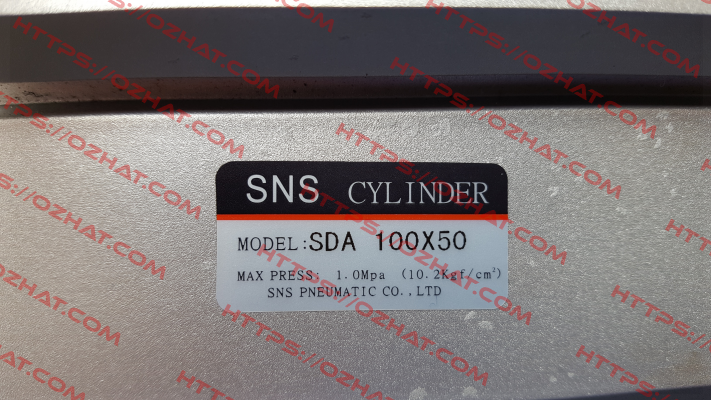 SNS CYLINDER
MODEL:SDA 100X50
MAX PRESS: 1.0Mpa (10.2Kgf/cm²)
SNS PNEUMATIC CO.,LTD
HTTPS://OZHAT.COM